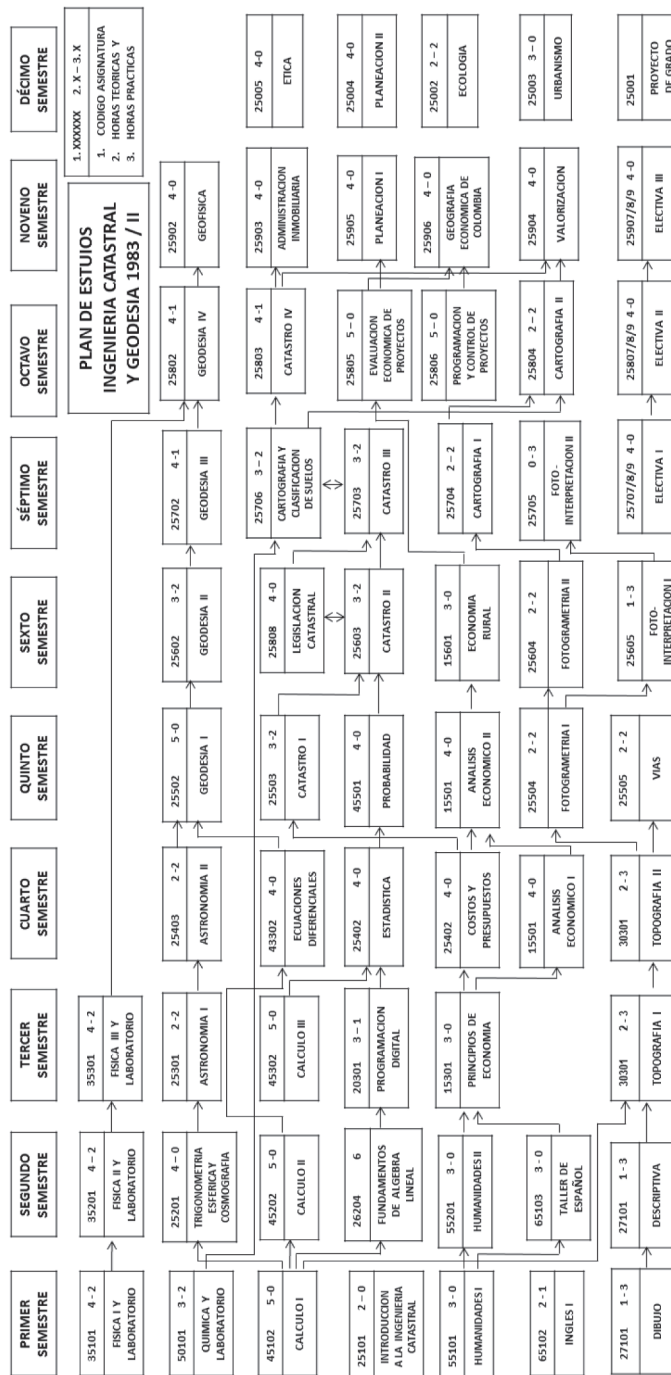 PLAN DE ESTUIOS
INGENIERIA CATASTRAL
Y GEODESIA 1983 / II
1. XXXXXX 2. X – 3. X
1. CODIGO ASIGNATURA
2. HORAS TEORICAS Y
3. HORAS PRACTICAS
PRIMER
SEMESTRE
35101 4 - 2
FISICA I Y
LABORATORIO
50101 3 - 2
QUIMICA Y
LABORATORIO
45102 5 - 0
CALCULO I
25101 2 – 0
INTRODUCCION
A LA INGENIERIA
CATASTRAL
55101 3 - 0
HUMANIDADES I
65102 2 - 1
INGLES I
27101 1 - 3
DIBUJO
SEGUNDO
SEMESTRE
35201 4 – 2
FISICA II Y
LABORATORIO
25201 4 – 0
TRIGONOMETRIA
ESFERICA Y
COSMOGRAFIA
45202 5 - 0
CALCULO II
26204 6
FUNDAMENTOS
DE ALGEBRA
LINEAL
55201 3 - 0
HUMANIDADES II
65103 3 - 0
TALLER DE
ESPAÑOL
27101 1 - 3
DESCRIPTIVA
TERCER
SEMESTRE
35301 4 - 2
FISICA III Y
LABORATORIO
25301 2 -2
ASTRONOMIA I
45302 5 - 0
CALCULO III
20301 3 – 1
PROGRAMACION
DIGITAL
15301 3 -0
PRINCIPIOS DE
ECONOMIA
30301 2 - 3
TOPOGRAFIA I
CUARTO
SEMESTRE
25403 2 -2
ASTRONOMIA II
43302 4 -0
ECUACIONES
DIFERENCIALES
25402 4 -0
ESTADISTICA
25402 4 -0
COSTOS Y
PRESUPUESTOS
15501 4 -0
ANALISIS
ECONOMICO I
30301 2 - 3
TOPOGRAFIA II
QUINTO
SEMESTRE
25502 5 -0
GEODESIA I
25503 3 -2
CATASTRO I
45501 4 -0
PROBABILIDAD
15501 4 -0
ANALISIS
ECONOMICO II
25504 2 – 2
FOTOGRAMETRIA I
25505 2 - 2
VIAS
SEXTO
SEMESTRE
25602 3 -2
GEODESIA II
25808 4 -0
LEGISLACION
CATASTRAL
25603 3 -2
CATASTRO II
15601 3 -0
ECONOMIA
RURAL
25604 2 – 2
FOTOGRAMETRIA II
25605 1 - 3
FOTO-
INTERPRETACION I
SÉPTIMO
SEMESTRE
25702 4 -1
GEODESIA III
25706 3 – 2
CARTOGRAFIA Y
CLASIFICACION
DE SUELOS
25703 3 -2
CATASTRO III
25704 2 – 2
CARTOGRAFIA I
25705 0 - 3
FOTO-
INTERPRETACION II
25707/8/9 4 -0
ELECTIVA I
OCTAVO
SEMESTRE
25802 4 -1
GEODESIA IV
25803 4 -1
CATASTRO IV
25805 5 – 0
EVALUACION
ECONOMICA DE
PROYECTOS
25806 5 – 0
PROGRAMACION
Y CONTROL DE
PROYECTOS
25804 2 – 2
CARTOGRAFIA II
25807/8/9 4 -0
ELECTIVA II
NOVENO
SEMESTRE
25902 4 -0
GEOFISICA
25903 4 -0
ADMINISTRACION
INMOBILIARIA
25905 4 -0
PLANEACION I
25906 4 – 0
GEOGRAFIA
ECONOMICA DE
COLOMBIA
25904 4 -0
VALORIZACION
25907/8/9 4 -0
ELECTIVA III
DÉCIMO
SEMESTRE
25005 4-0
ETICA
25004 4-0
PLANEACION II
25002 2 – 2
ECOLOGIA
25003 3 – 0
URBANISMO
25001
PROYECTO
DE GRADO